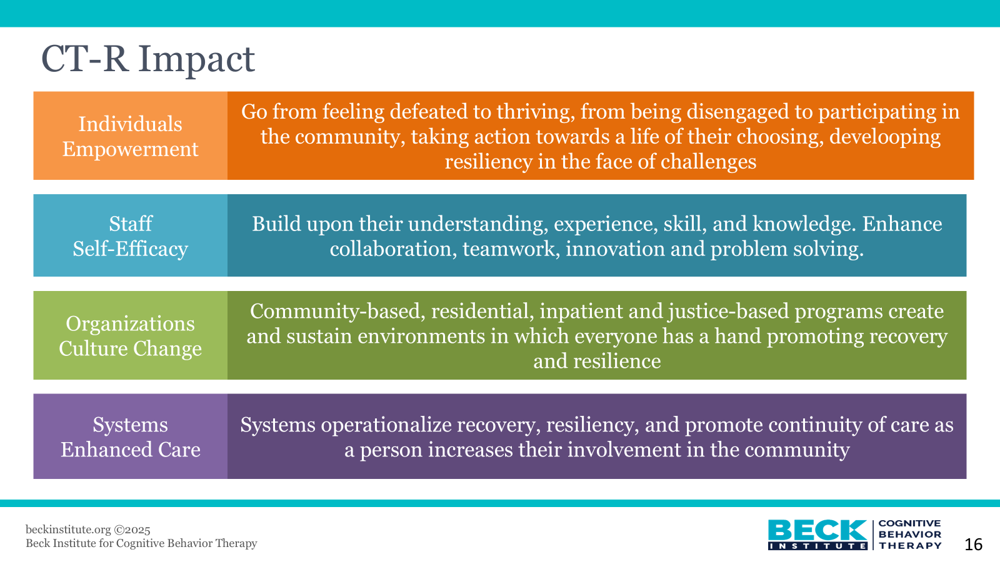 CT-R Impact
Individuals
Empowerment
Go from feeling defeated to thriving, from being disengaged to participating in
the community, taking action towards a life of their choosing, develooping
resiliency in the face of challenges
Staff
Self-Efficacy
Build upon their understanding, experience, skill, and knowledge. Enhance
collaboration, teamwork, innovation and problem solving.
Organizations
Culture Change
Community-based, residential, inpatient and justice-based programs create
and sustain environments in which everyone has a hand promoting recovery
and resilience
Systems
Enhanced Care
Systems operationalize recovery, resiliency, and promote continuity of care as
a person increases their involvement in the community
beckinstitute.org ©2025
Beck Institute for Cognitive Behavior Therapy
BECK
INSTITUTE
COGNITIVE
BEHAVIOR
THERAPY
16